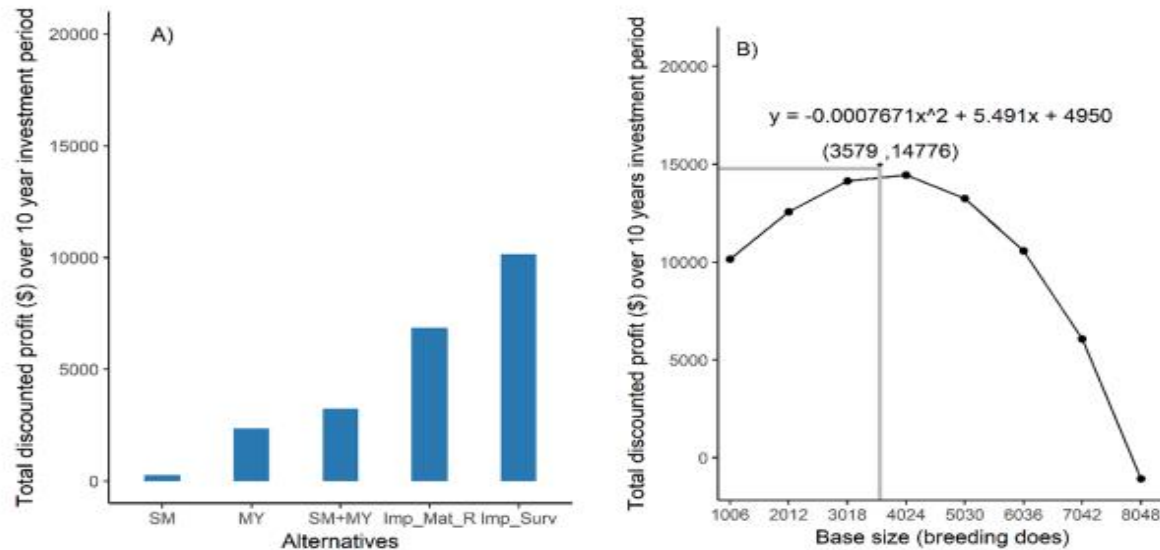 Total discounted profit ($) over 10 year investment period
A)
20000
15000
10000
5000
0
SM MY SM+MY Imp_Mat_R Imp_Surv
Alternatives
Total discounted profit ($) over 10 years investment period
B)
20000
15000
10000
5000
0
y = -0.0007671x^2 + 5.491x + 4950
(3579 ,14776)
1006 2012 3018 4024 5030 6036 7042 8048
Base size (breeding does)